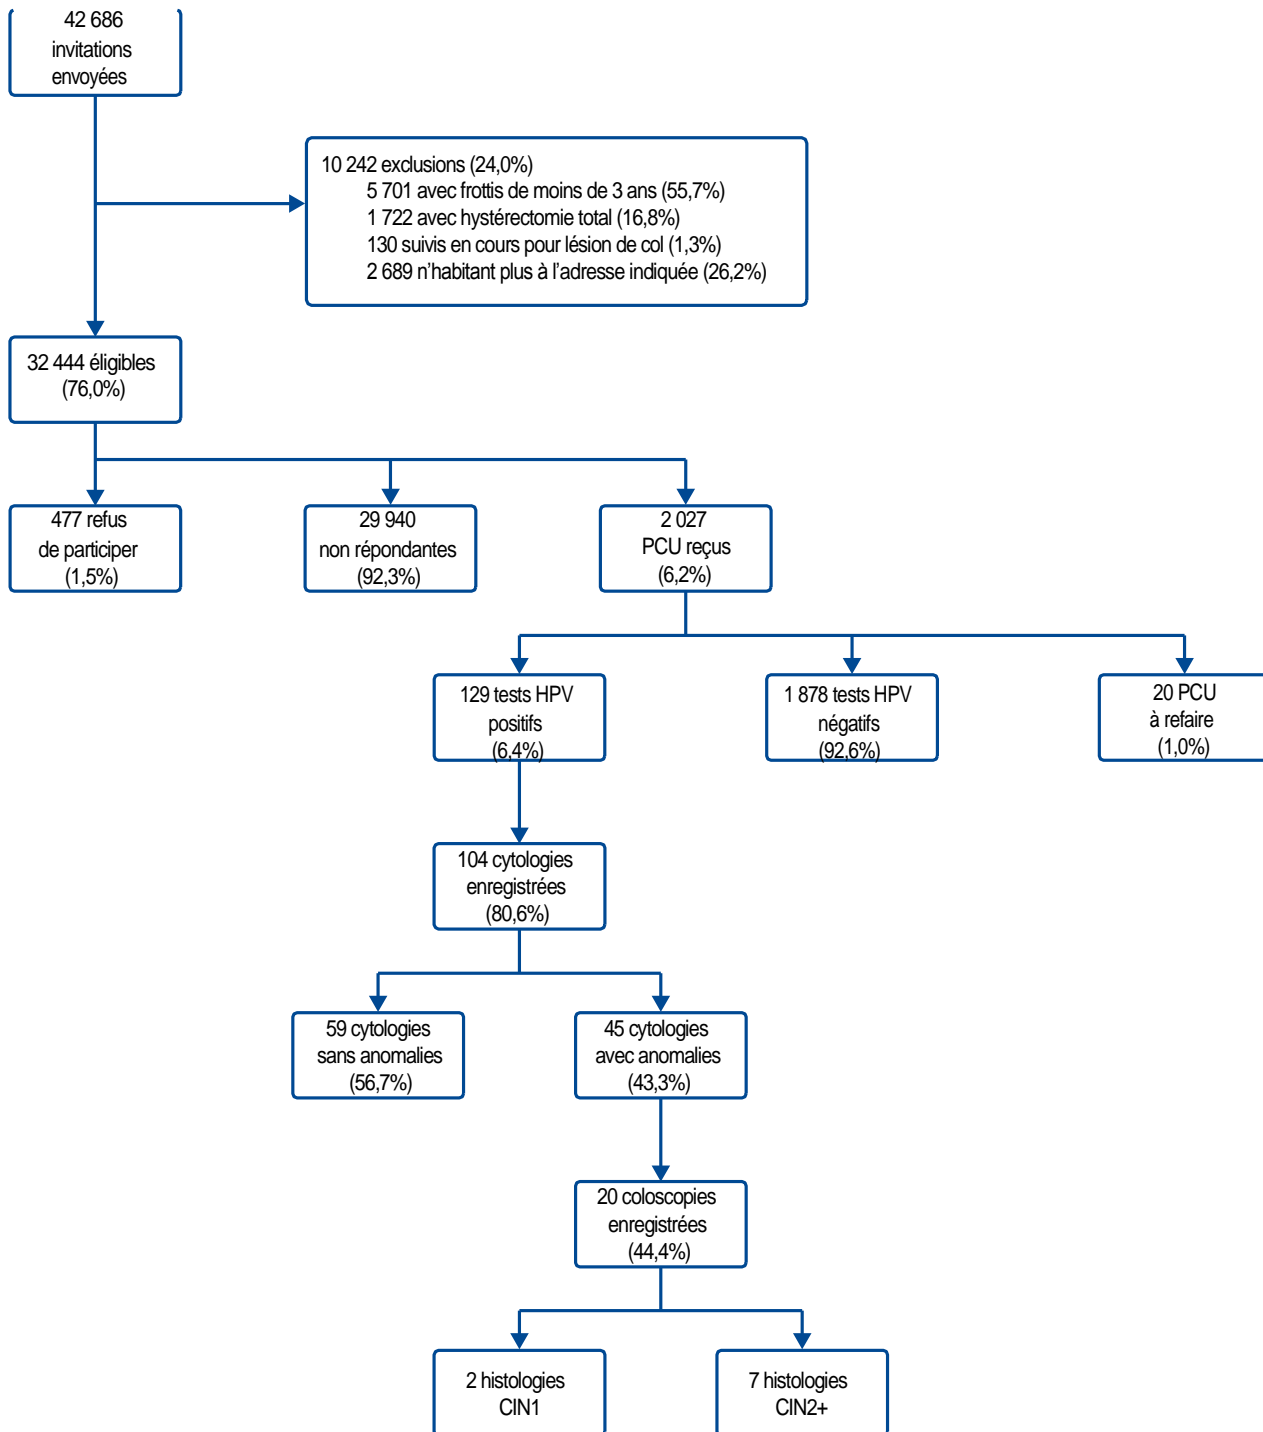 42 686
invitations
envoyées
10 242 exclusions (24,0%)
5 701 avec frottis de moins de 3 ans (55,7%)
1 722 avec hystérectomie total (16,8%)
130 suivis en cours pour lésion de col (1,3%)
2 689 n’habitant plus à l’adresse indiquée (26,2%)
32 444 éligibles
(76,0%)
477 refus
de participer
(1,5%)
29 940
non répondantes
(92,3%)
2 027
PCU reçus
(6,2%)
129 tests HPV
positifs
(6,4%)
1 878 tests HPV
négatifs
(92,6%)
20 PCU
à refaire
(1,0%)
104 cytologies
enregistrées
(80,6%)
59 cytologies
sans anomalies
(56,7%)
45 cytologies
avec anomalies
(43,3%)
20 coloscopies
enregistrées
(44,4%)
2 histologies
CIN1
7 histologies
CIN2+